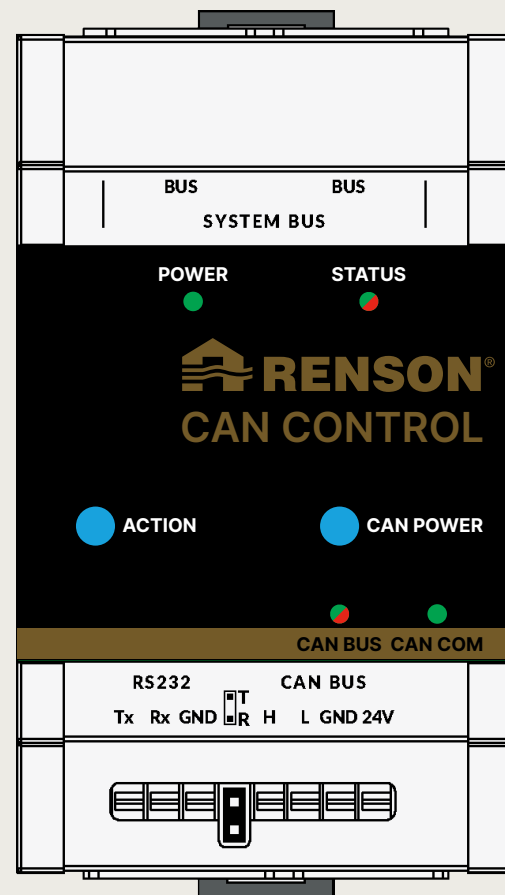 BUS BUS
SYSTEM BUS
POWER STATUS
RENSON®
CAN CONTROL
ACTION CAN POWER
CAN BUS CAN COM
RS232 CAN BUS
T
Tx Rx GND R H L GND 24V